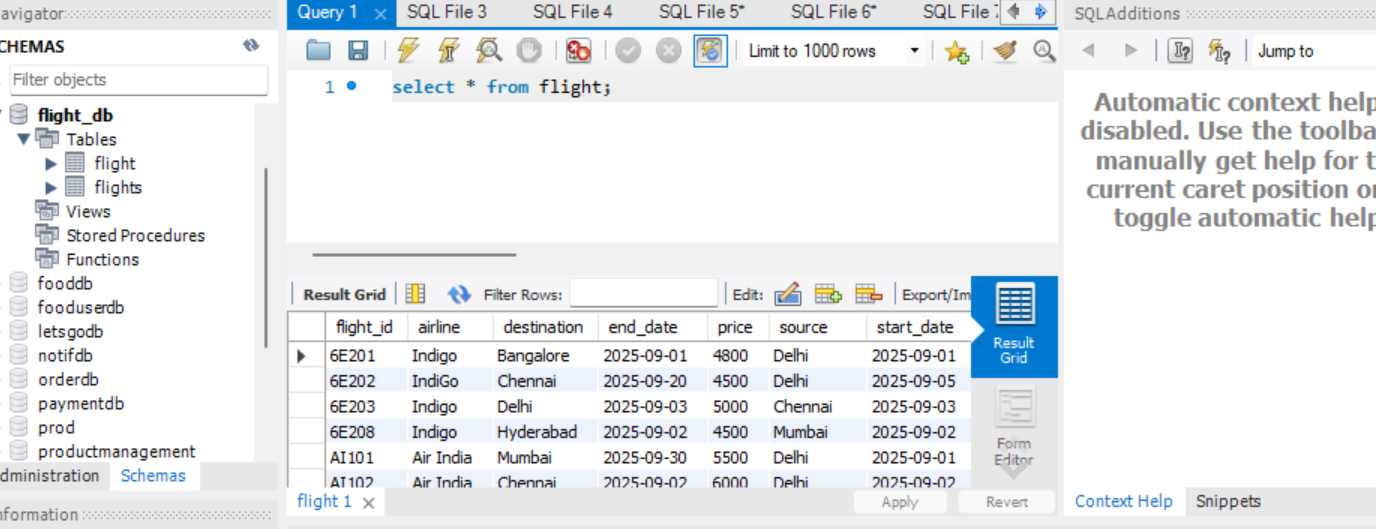 avigator
CHEMAS
Filter objects
flight_db
Tables
flight
flights
Views
Stored Procedures
Functions
fooddb
fooduserdb
letsgodb
notifdb
orderdb
paymentdb
prod
productmanagement
dministration Schemas
nformation
Query 1 SQL File 3 SQL File 4 SQL File 5* SQL File 6* SQL File 7
Limit to 1000 rows
1 select * from flight;
Result Grid Filter Rows: Edit: Export/Im
flight_id airline destination end_date price source start_date
6E201 Indigo Bangalore 2025-09-01 4800 Delhi 2025-09-01
6E202 IndiGo Chennai 2025-09-20 4500 Delhi 2025-09-05
6E203 Indigo Delhi 2025-09-03 5000 Chennai 2025-09-03
6E208 Indigo Hyderabad 2025-09-02 4500 Mumbai 2025-09-02
AI101 Air India Mumbai 2025-09-30 5500 Delhi 2025-09-01
AI102 Air India Chennai 2025-09-02 6000 Delhi 2025-09-02
Result
Grid
Form
Editor
flight 1 Apply Revert
SQLAdditions
Jump to
Automatic context help
disabled. Use the toolba
manually get help for t
current caret position o
toggle automatic help
Context Help Snippets